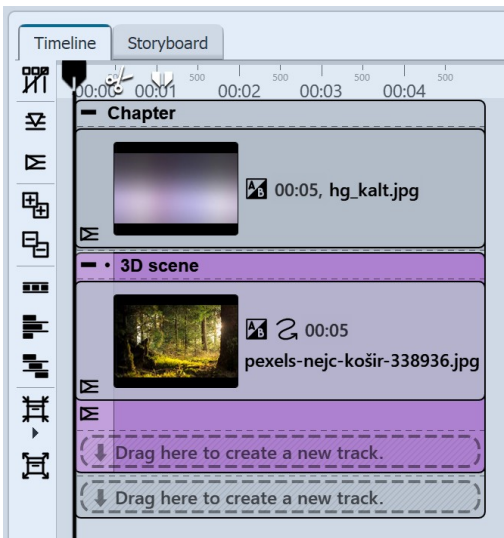 Timeline Storyboard
500 500 500 500 500
00:00 00:01 00:02 00:03 00:04
Chapter
00:05, hg_kalt.jpg
3D scene
00:05
pexels-nejc-košir-338936.jpg
Drag here to create a new track.
Drag here to create a new track.